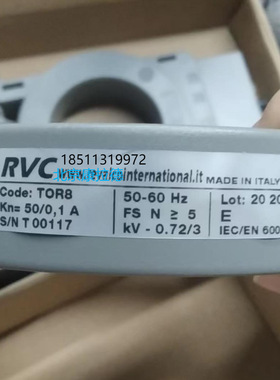 RVC
18511319972
international.it
MADE IN ITALY
Code: TOR8
Kn= 50/0,1 A
S/N T 00117
50-60 Hz
FS N ≥ 5
kV - 0.72/3
Lot: 20 20
E
IEC/EN 600